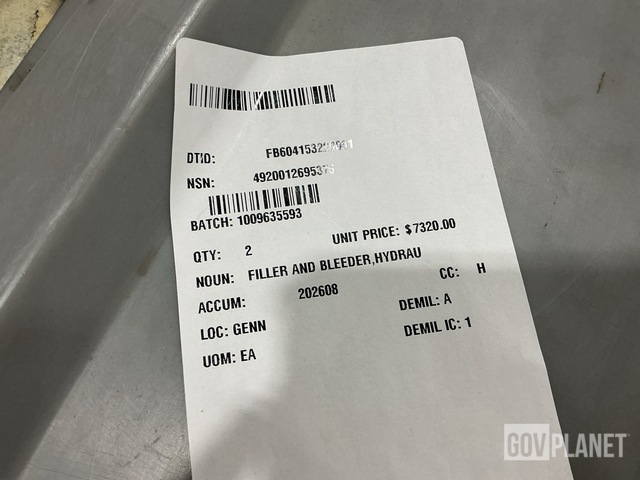 DTID:
NSN:
BATCH: 1009635593
QTY: 2 UNIT PRICE: $7320.00
NOUN: FILLER AND BLEEDER,HYDRAU
ACCUM: 202608 CC: H
LOC: GENN DEMIL: A
UOM: EA DEMIL IC: 1
GOVPLANET